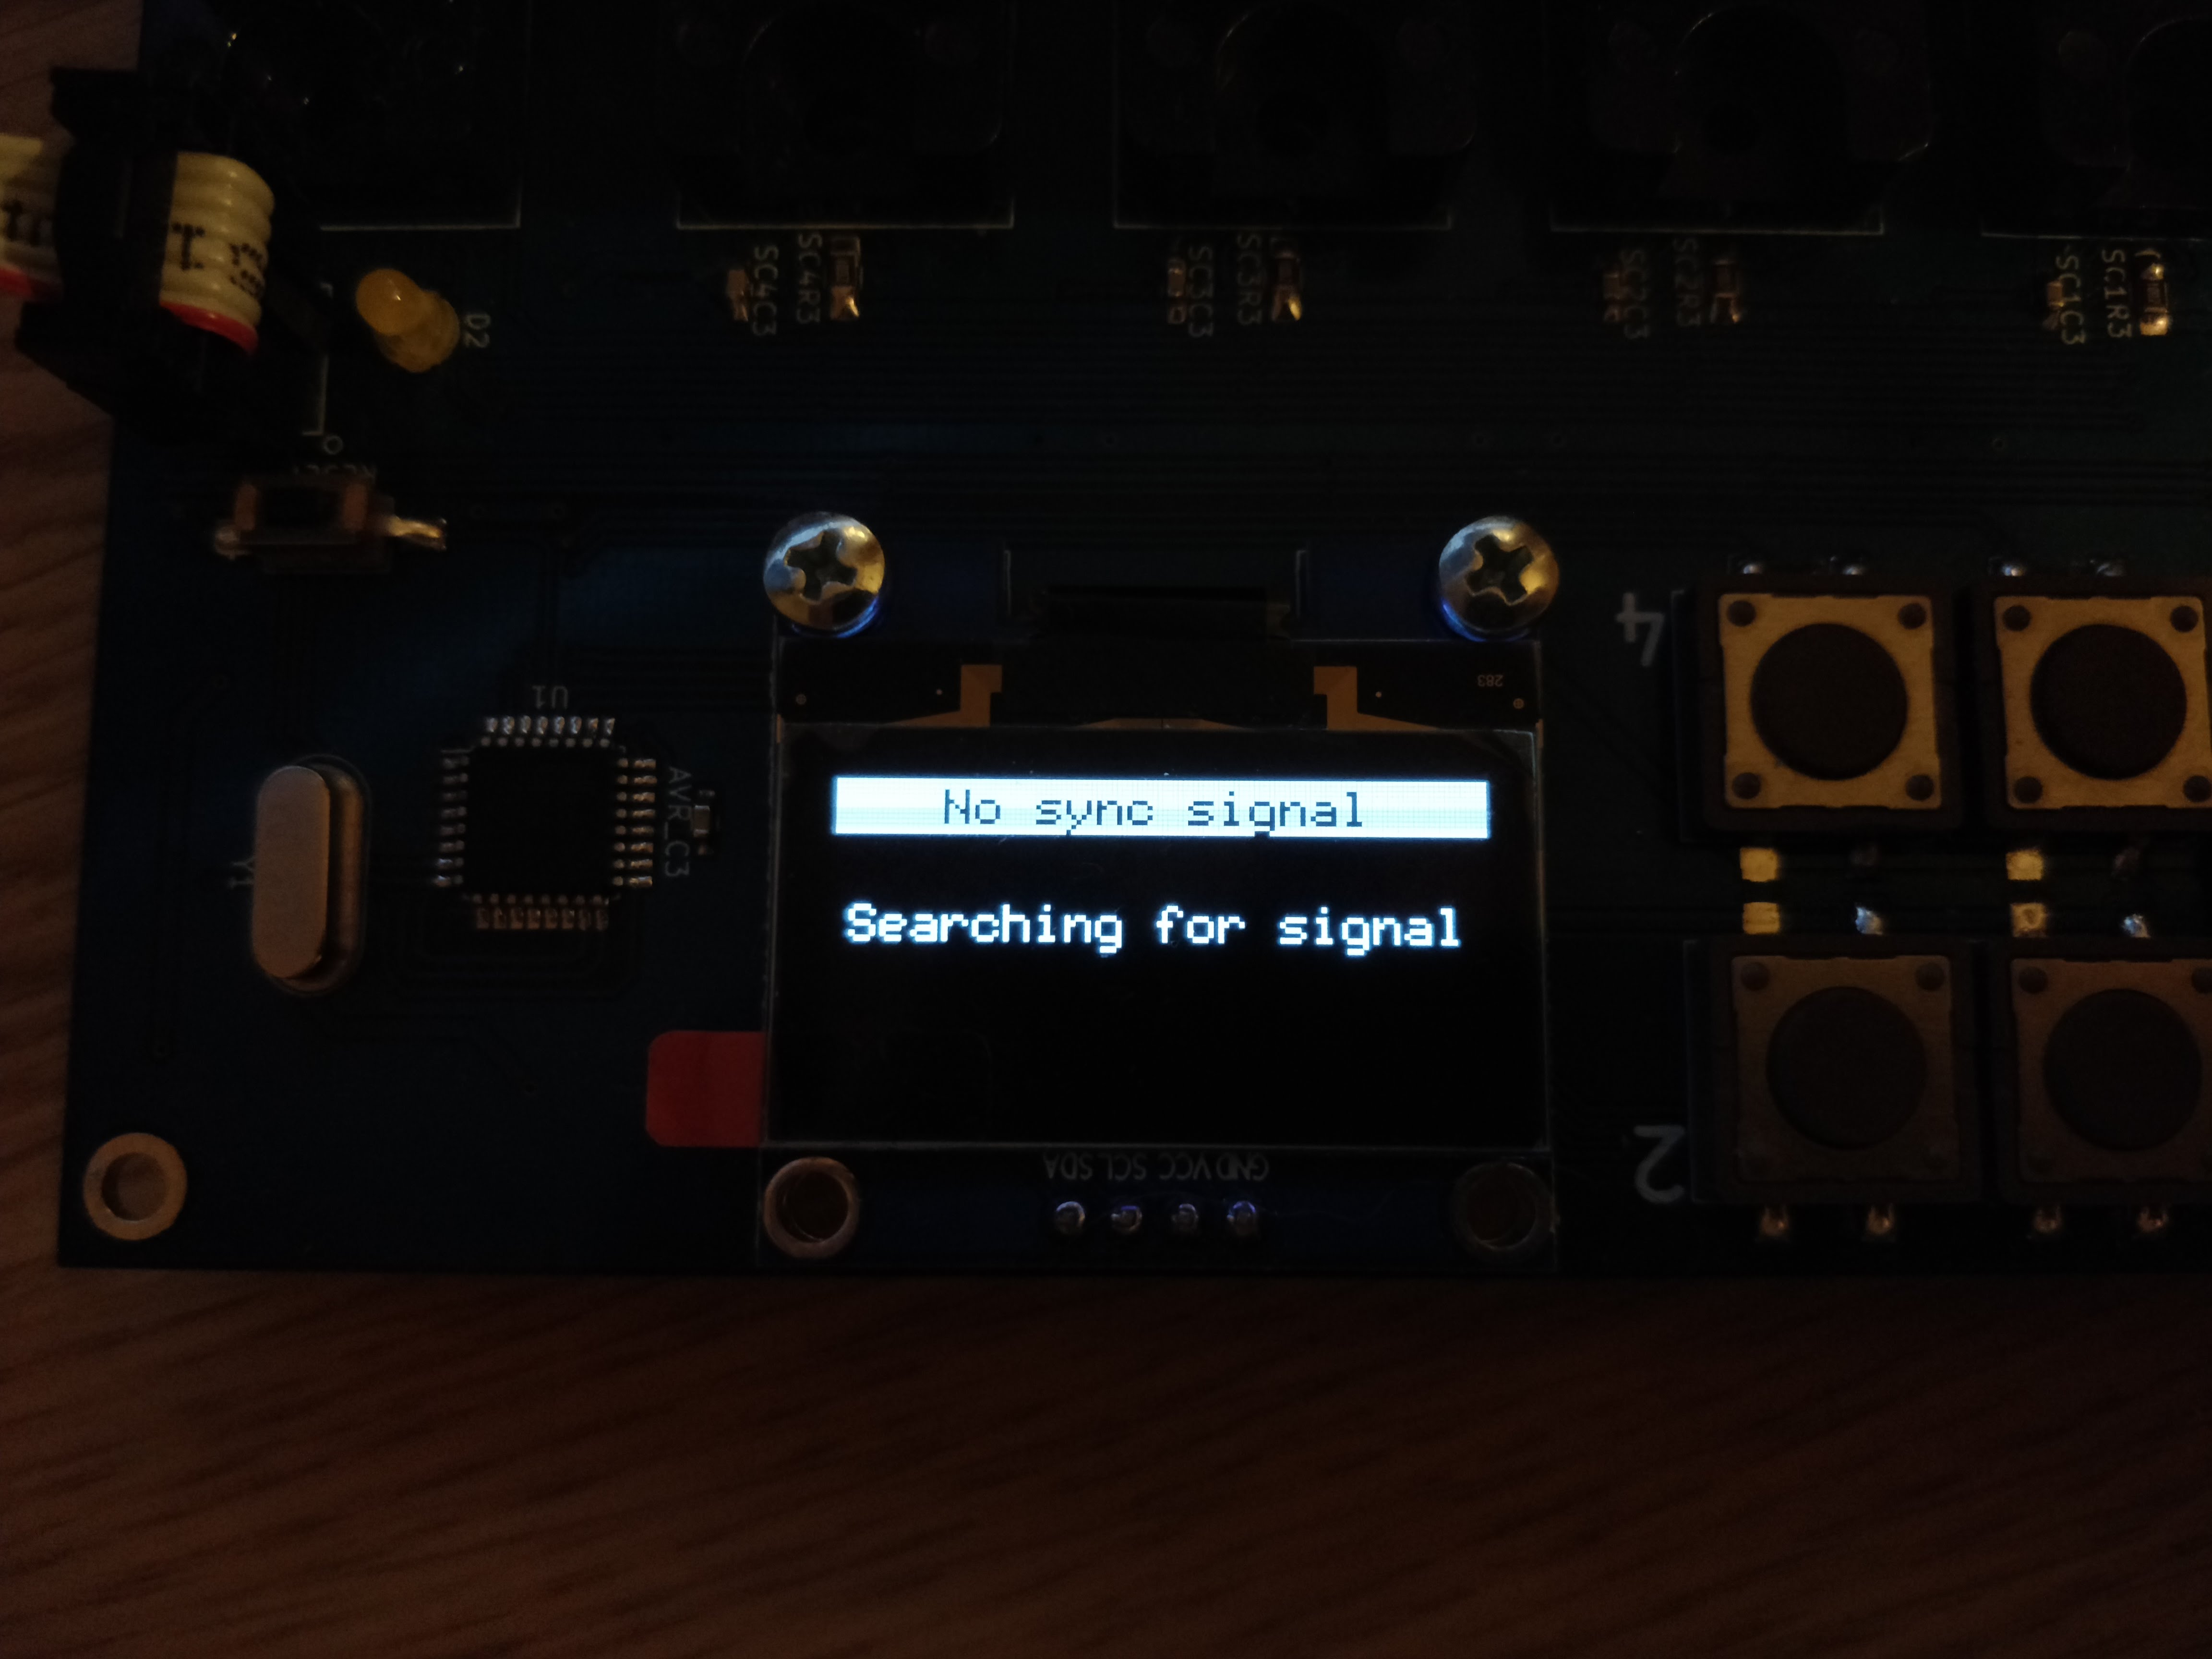 D2
SC4C3
SC4R3
SC3C3
SC3R3
SC2C3
SC2R3
SC1C3
SC1R3
RESET
4
283
U1
AVR_C3
Y1
No sync signal
Searching for signal
2
GND VCC SCL SDA